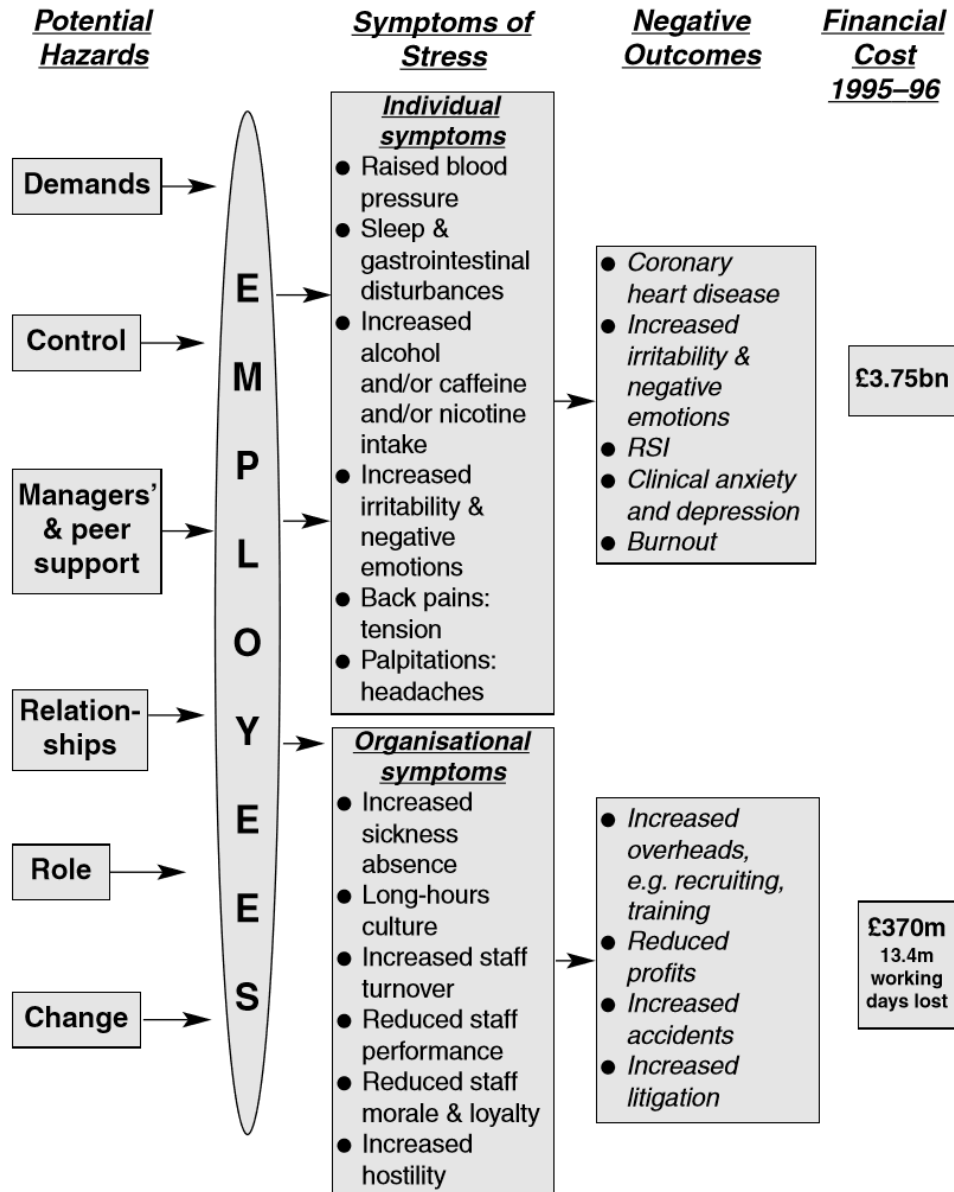 Potential
Hazards
Symptoms of
Stress
Negative
Outcomes
Financial
Cost
1995–96
Demands
Control
Managers’
& peer
support
Relation-
ships
Role
Change
E
M
P
L
O
Y
E
E
S
Individual
symptoms
● Raised blood
pressure
● Sleep &
gastrointestinal
disturbances
● Increased
alcohol
and/or caffeine
and/or nicotine
intake
● Increased
irritability &
negative
emotions
● Back pains:
tension
● Palpitations:
headaches
Organisational
symptoms
● Increased
sickness
absence
● Long-hours
culture
● Increased staff
turnover
● Reduced staff
performance
● Reduced staff
morale & loyalty
● Increased
hostility
● Coronary
heart disease
● Increased
irritability &
negative
emotions
● RSI
● Clinical anxiety
and depression
● Burnout
● Increased
overheads,
e.g. recruiting,
training
● Reduced
profits
● Increased
accidents
● Increased
litigation
£3.75bn
£370m
13.4m
working
days lost